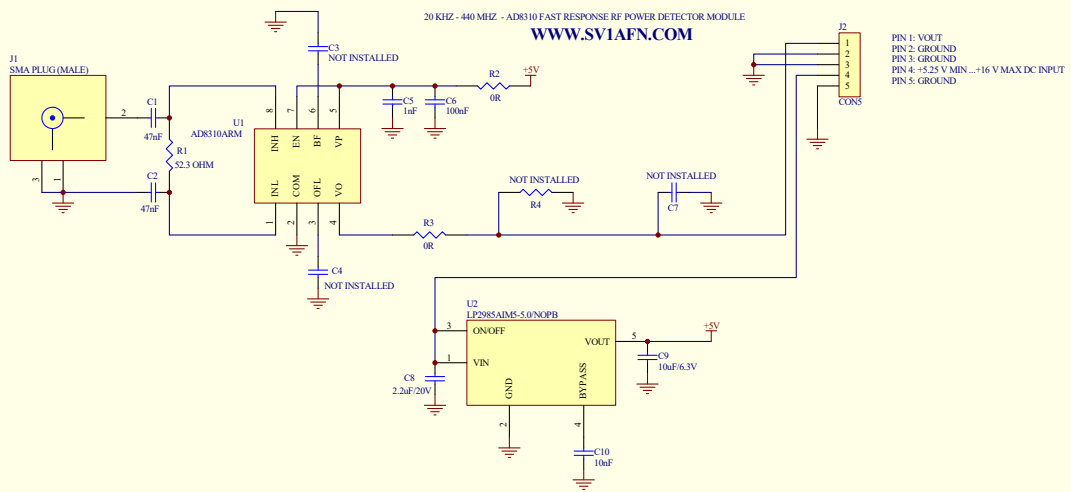 20 KHZ - 440 MHZ - AD8310 FAST RESPONSE RF POWER DETECTOR MODULE
WWW.SV1AFN.COM
J1
SMA PLUG (MALE)
2
3
1
C1
47nF
R1
52.3 OHM
C2
47nF
C3
NOT INSTALLED
U1
AD8310ARM
8
7
6
5
INH
EN
BF
VP
INL
COM
OFL
VO
1
2
3
4
C4
NOT INSTALLED
C5
1nF
C6
100nF
R2
0R
+5V
R3
0R
NOT INSTALLED
R4
NOT INSTALLED
C7
J2
1
2
3
4
5
CON5
PIN 1: VOUT
PIN 2: GROUND
PIN 3: GROUND
PIN 4: +5.25 V MIN ...+16 V MAX DC INPUT
PIN 5: GROUND
U2
LP2985AIM5-5.0/NOPB
3
ON/OFF
1
VIN
VOUT
5
GND
BYPASS
2
4
+5V
C8
2.2uF/20V
C9
10uF/6.3V
C10
10nF